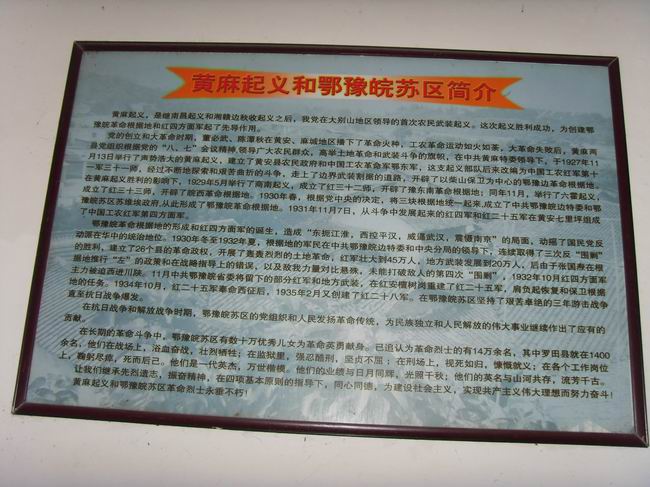 黄麻起义和鄂豫皖苏区简介
黄麻起义，是继南昌起义和湘赣边秋收起义之后，我党在大别山地区领导的首次农民武装起义。这次起义胜利成功，为创建鄂
豫皖革命根据地和红四方面军起了先导作用。
党的创立和大革命时期，董必武、陈潭秋在黄安、麻城地区播下了革命火种，工农革命运动如火如荼，大革命失败后，黄麻两
县党组织根据党的“八、七”会议精神，领导广大农民群众，高举土地革命和武装斗争的旗帜，在中共黄麻特委领导下，于1927年11
月13日举行了声势浩大的黄麻起义，建立了黄安县农民政府和中国工农革命军鄂东军，这支起义部队后来改编为中国工农红军第十
一军三十一师，经过不断地探索和艰苦曲折的斗争，走上了边界武装割据的道路，开辟了以柴山保卫为中心的鄂豫边革命根据地。
在黄麻起义胜利的影响下，1929年5月举行了商南起义，成立了红三十二师，开辟了豫东南革命根据地；同年11月，举行了六霍起义，
成立了红三十三师，开辟了皖西革命根据地。1930年春，根据党中央的决定，将三块根据地统一起来，成立了中共鄂豫皖边特委和鄂
豫皖苏区苏维埃政府，从此形成了鄂豫皖革命根据地。1931年11月7日，从斗争中发展起来的红四军和红二十五军在黄安七里坪组成
了中国工农红军第四方面军。
鄂豫皖革命根据地的形成和红四方面军的诞生，造成“东扼江淮，西控平汉，威逼武汉，震慑南京”的局面，动摇了国民党反
动派在华中的统治地位。1930年冬至1932年夏，根据地的军民在中共鄂豫皖边特委和中央分局的领导下，连续取得了三次反“围剿”
的胜利，建立了26个县的革命政权，开展了轰轰烈烈的土地革命，红军壮大到45万人，地方武装发展到20万人，后由于张国焘在根
据地推行“左”的政策和在战略指导上的错误，以及敌我力量对比悬殊，未能打破敌人的第四次“围剿”，1932年10月红四方面军
主力被迫西进川陕。11月中共鄂豫皖省委将留下的部分红军和地方武装，在红安檀树岗重建了红二十五军，肩负起恢复和保卫根据
地的任务。1934年10月，红二十五军奉命西征后，1935年2月又创建了红二十八军。在鄂豫皖苏区坚持了艰苦卓绝的三年游击战争
直至抗日战争爆发。
在抗日战争和解放战争时期，鄂豫皖苏区的党组织和人民发扬革命传统，为民族独立和人民解放的伟大事业继续作出了应有的
贡献。
在长期的革命斗争中，鄂豫皖苏区有数十万优秀儿女为革命英勇献身。已追认为革命烈士的有14万余名，其中罗田县就在1400
余名，他们在战场上，浴血奋战，壮烈牺牲；在监狱里，强忍酷刑，坚贞不屈；在刑场上，视死如归，慷慨就义；在各个工作岗位
上，鞠躬尽瘁，死而后已。他们是一代英杰，万世楷模。他们的业绩与日月同辉，光照千秋；他们的英名与山河共存，流芳千古。
让我们继承先烈遗志，振奋精神，在四项基本原则的指导下，同心同德，为建设社会主义，实现共产主义伟大理想而努力奋斗！
黄麻起义和鄂豫皖苏区革命烈士永垂不朽！